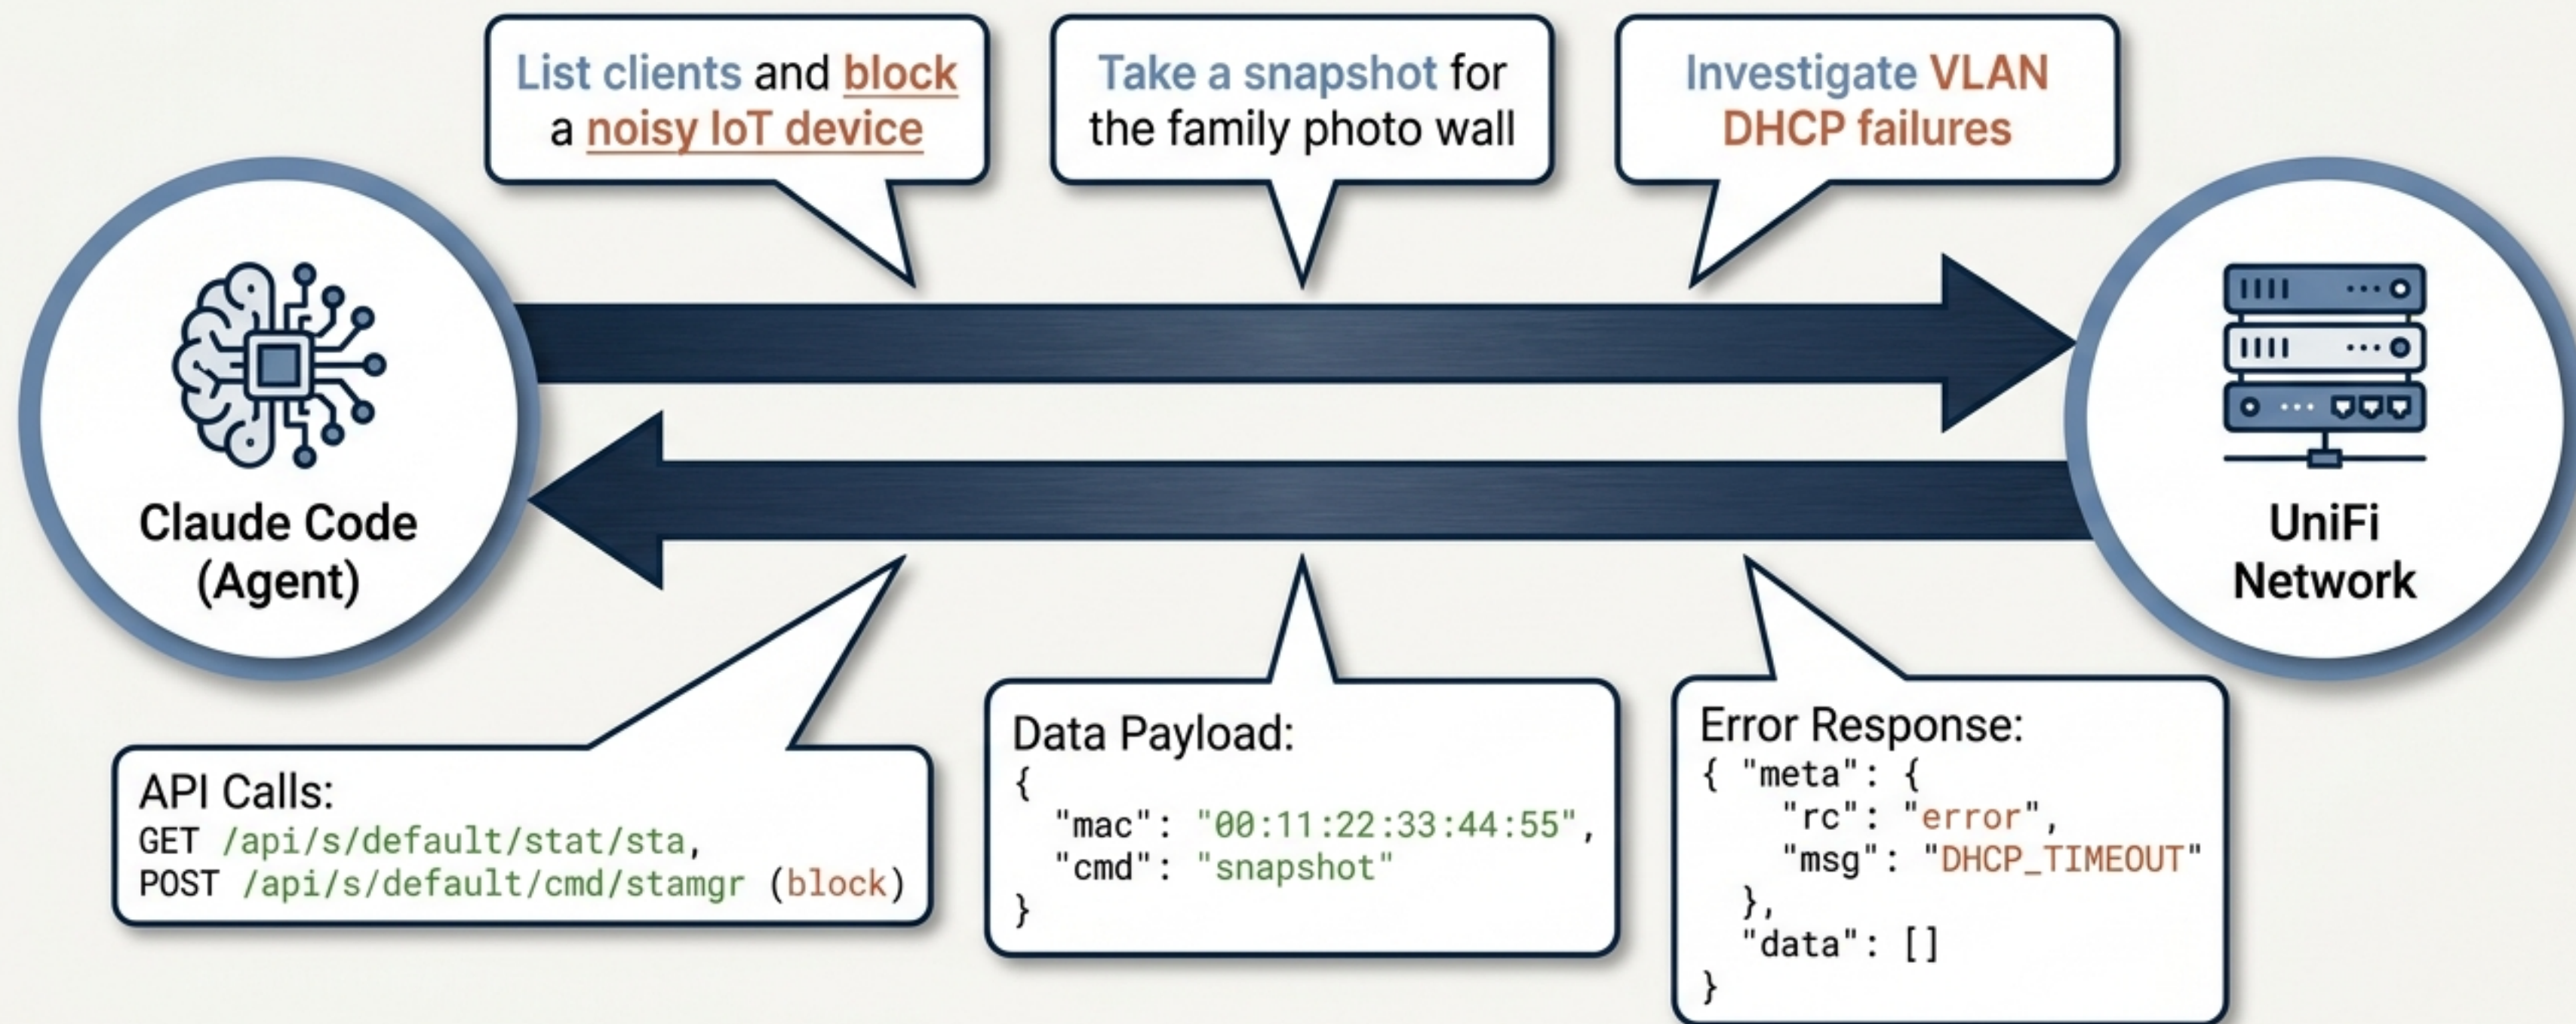 List clients and block
a noisy IoT device
Take a snapshot for
the family photo wall
Investigate VLAN
DHCP failures
Claude Code
(Agent)
UniFi
Network
API Calls:
GET /api/s/default/stat/sta,
POST /api/s/default/cmd/stamgr (block)
Data Payload:
{
  "mac": "00:11:22:33:44:55",
  "cmd": "snapshot"
}
Error Response:
{ "meta": {
    "rc": "error",
    "msg": "DHCP_TIMEOUT"
  },
  "data": []
}